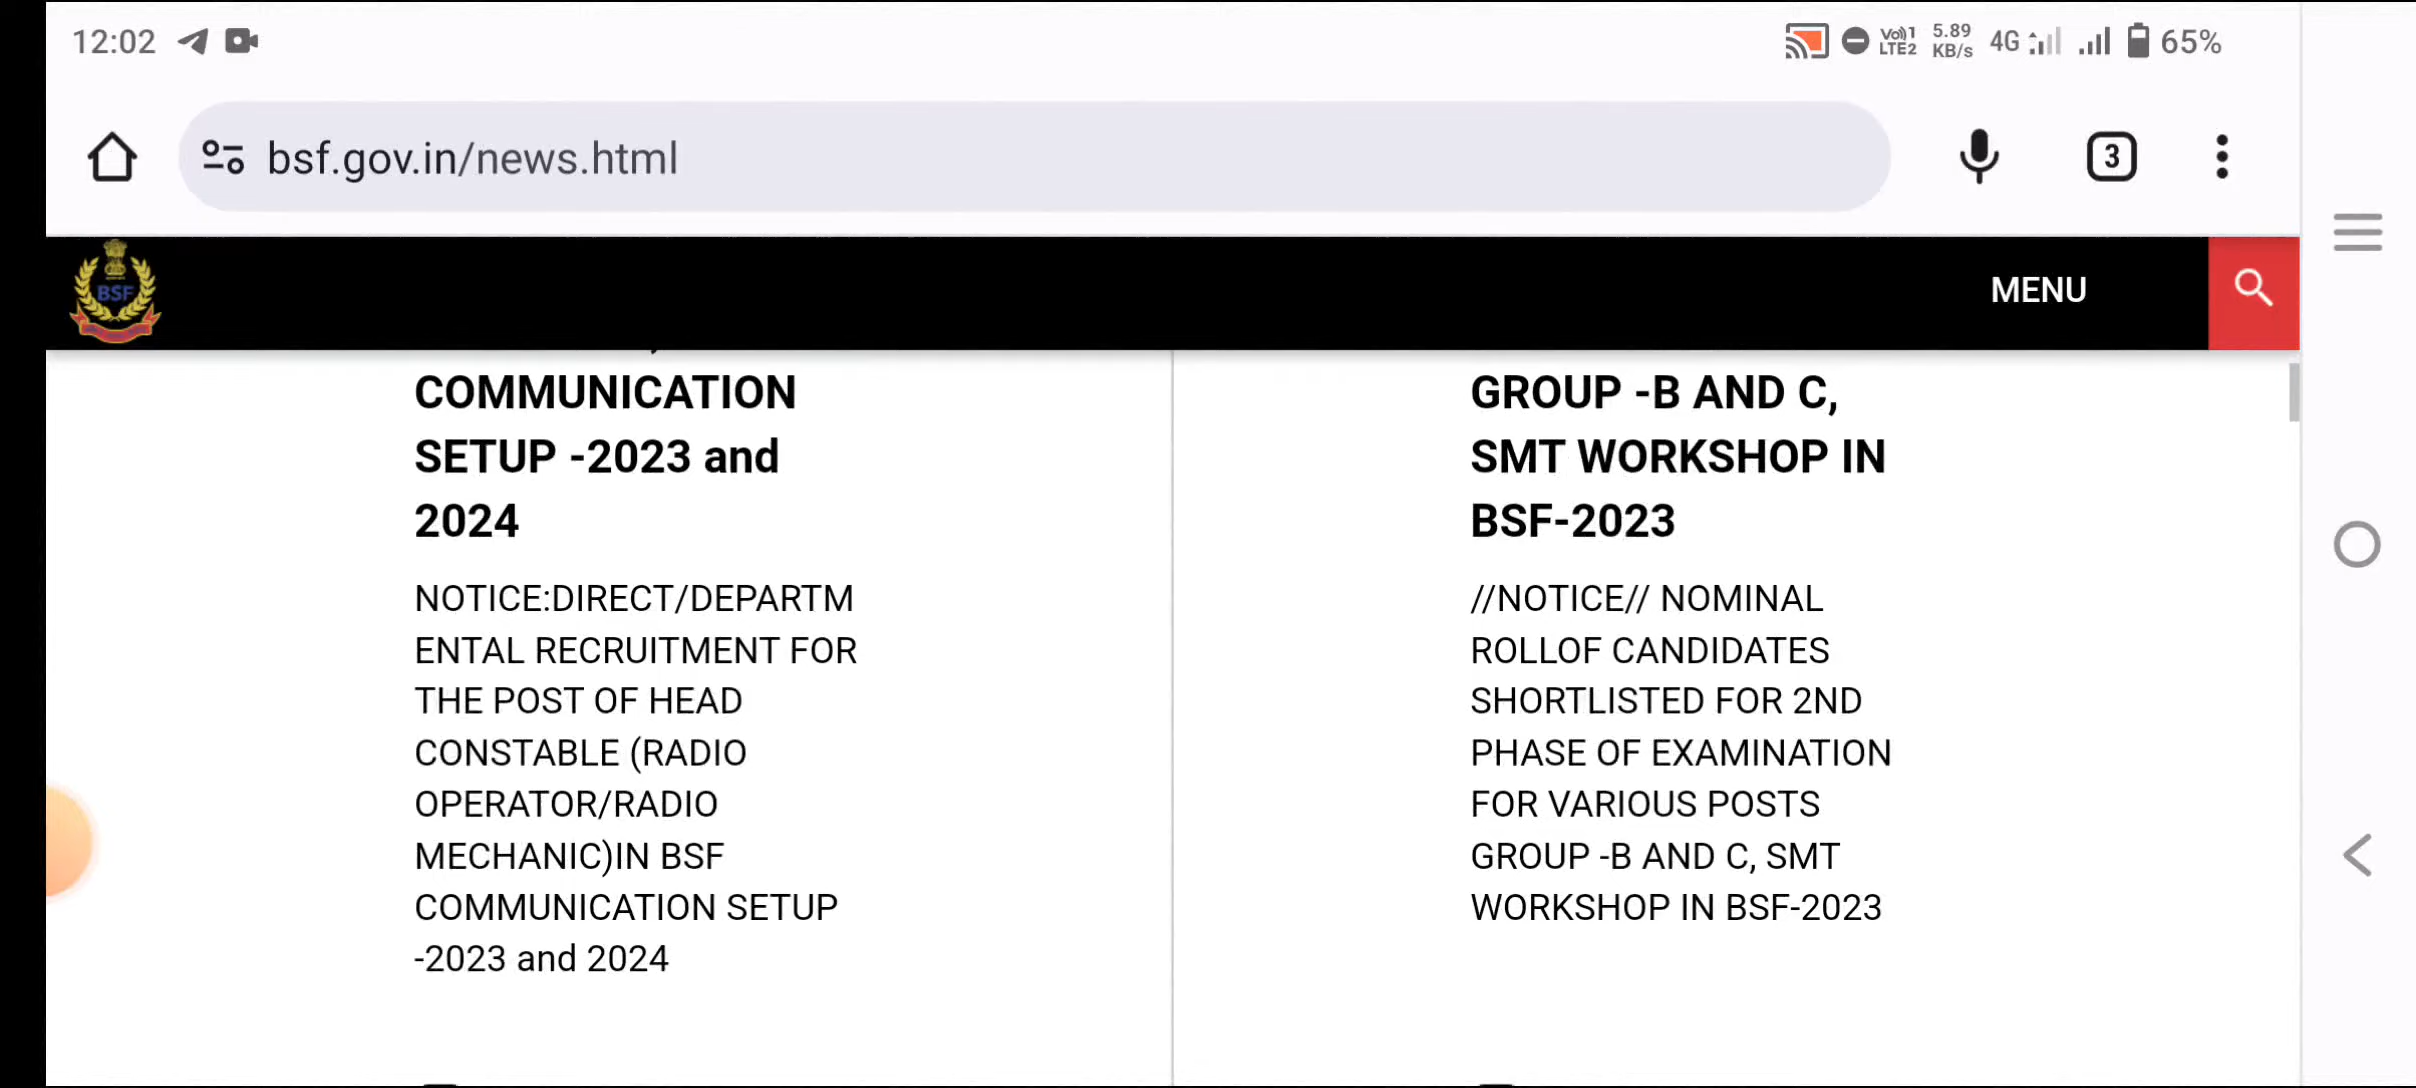 12:02
Vo)) 1
LTE2
5.89
KB/s
4G
65%
bsf.gov.in/news.html
3
BSF
MENU
COMMUNICATION
SETUP -2023 and
2024
NOTICE:DIRECT/DEPARTM
ENTAL RECRUITMENT FOR
THE POST OF HEAD
CONSTABLE (RADIO
OPERATOR/RADIO
MECHANIC)IN BSF
COMMUNICATION SETUP
-2023 and 2024
GROUP -B AND C,
SMT WORKSHOP IN
BSF-2023
//NOTICE// NOMINAL
ROLLOF CANDIDATES
SHORTLISTED FOR 2ND
PHASE OF EXAMINATION
FOR VARIOUS POSTS
GROUP -B AND C, SMT
WORKSHOP IN BSF-2023